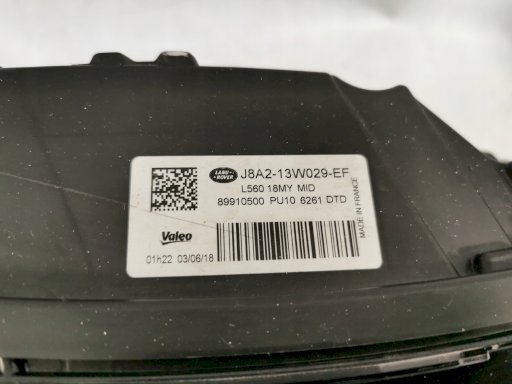 LAND ROVER J8A2-13W029-EF
L560 18MY MID
89910500 PU10 6261 DTD
Valeo
01h22 03/06/18
MADE IN FRANCE